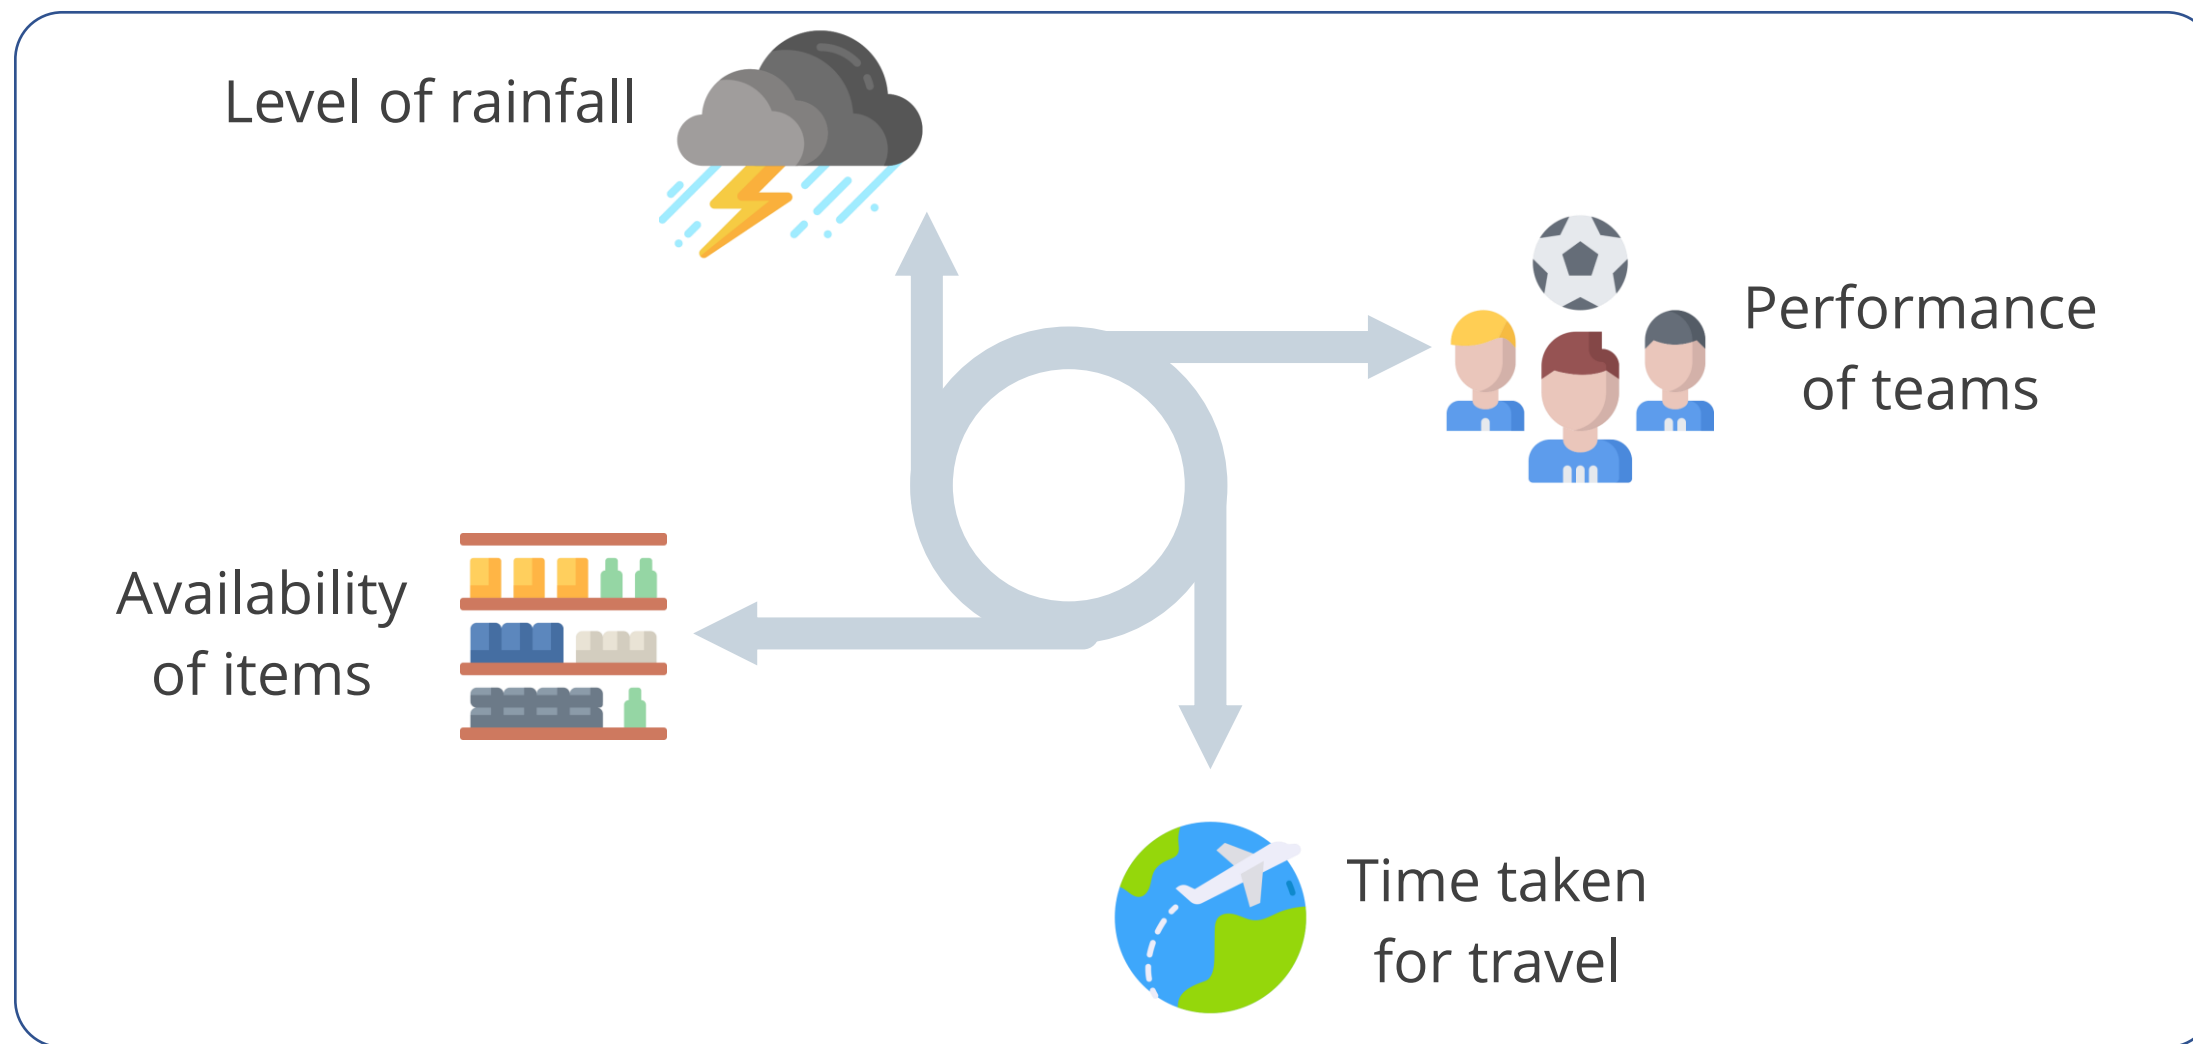 Level of rainfall
Performance
of teams
Availability
of items
Time taken
for travel